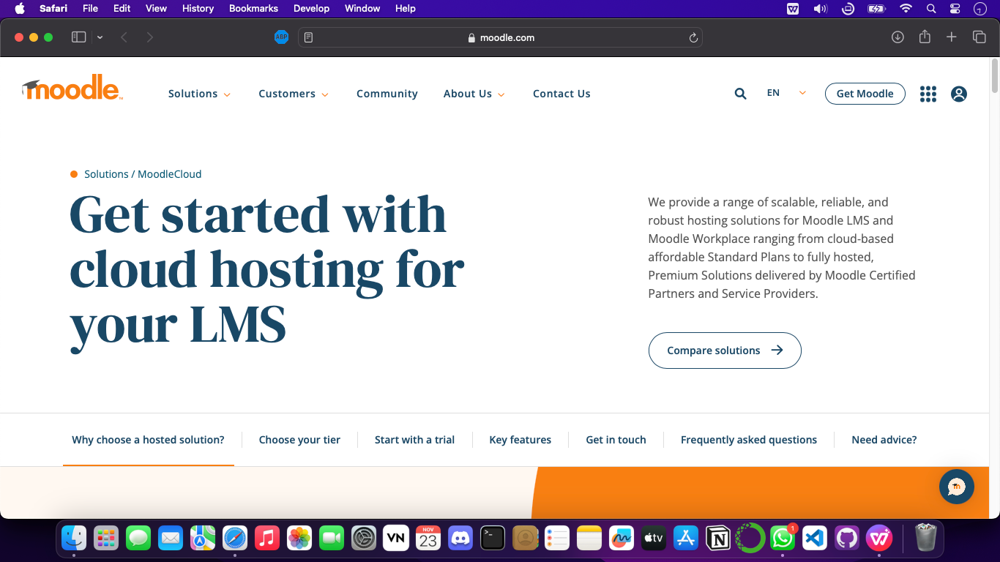 Safari File Edit View History Bookmarks Develop Window Help
ABP moodle.com
moodle
Solutions Customers Community About Us Contact Us EN Get Moodle
Solutions / MoodleCloud
Get started with
cloud hosting for
your LMS
We provide a range of scalable, reliable, and
robust hosting solutions for Moodle LMS and
Moodle Workplace ranging from cloud-based
affordable Standard Plans to fully hosted,
Premium Solutions delivered by Moodle Certified
Partners and Service Providers.
Compare solutions
Why choose a hosted solution? Choose your tier Start with a trial Key features Get in touch Frequently asked questions Need advice?
m
VN NOV tv 1
23